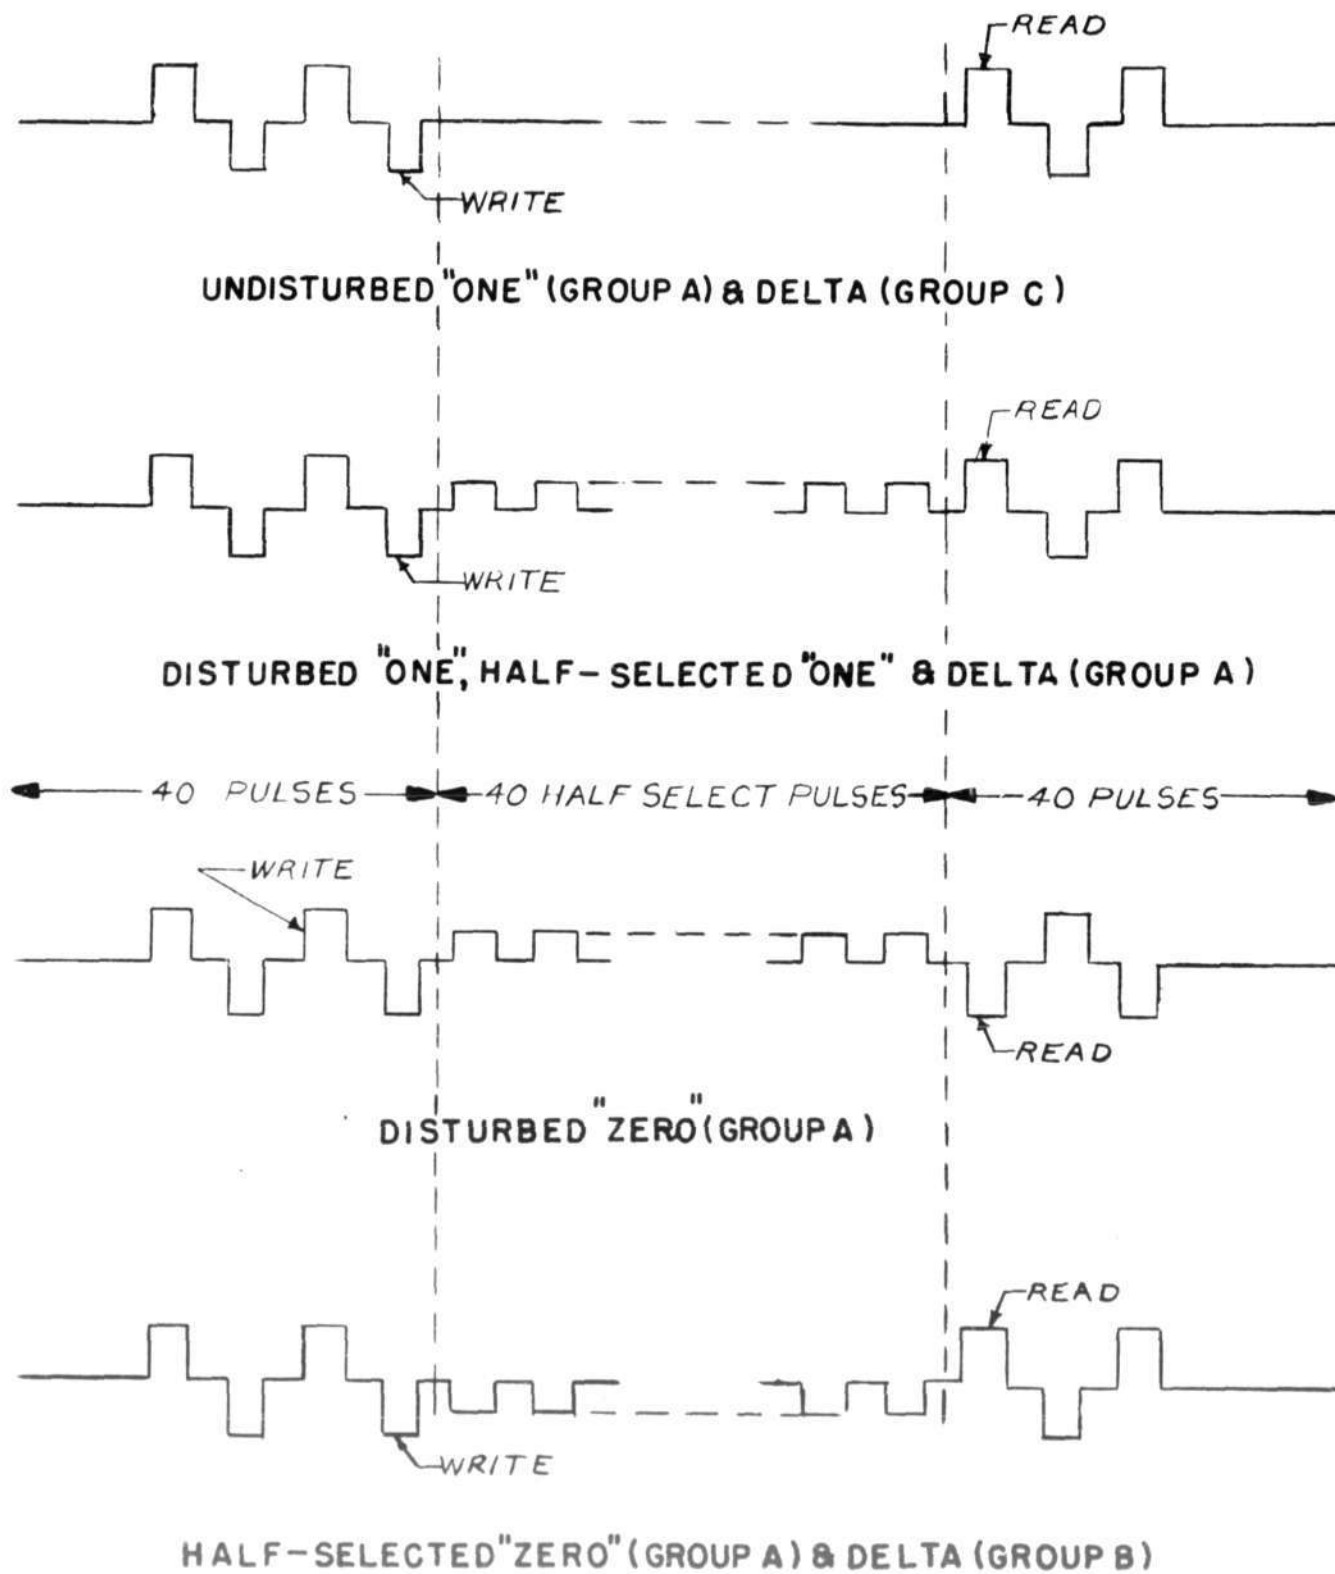 READ
WRITE
UNDISTURBED "ONE" (GROUP A) & DELTA (GROUP C)
READ
WRITE
DISTURBED "ONE", HALF-SELECTED "ONE" & DELTA (GROUP A)
40 PULSES 40 HALF SELECT PULSES 40 PULSES
WRITE
READ
DISTURBED "ZERO" (GROUP A)
READ
WRITE
HALF-SELECTED "ZERO" (GROUP A) & DELTA (GROUP B)